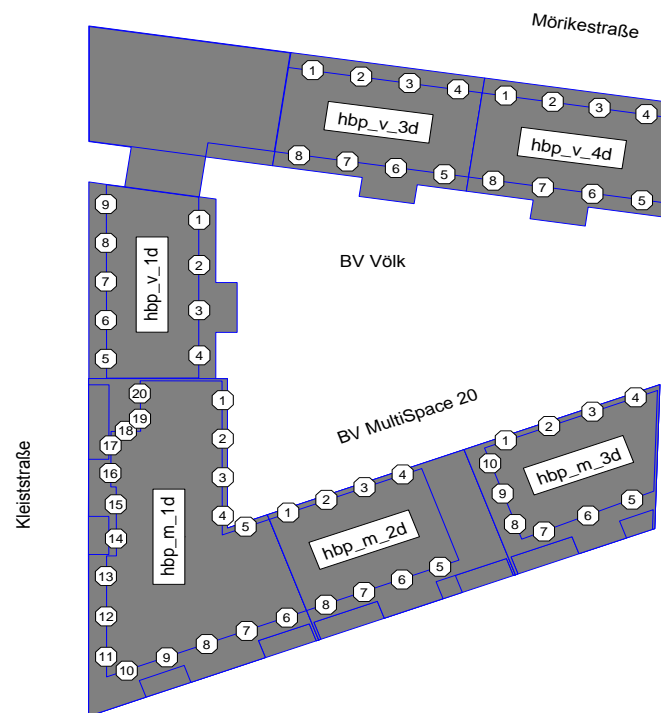 Mörikestraße
1 2 3 4
hbp_v_3d
8 7 6 5
1 2 3 4
hbp_v_4d
8 7 6 5
9
8
7
6
5
hbp_v_1d
1
2
3
4
BV Völk
BV MultiSpace 20
Kleiststraße
20
19
18
17
16
15
14
13
12
11
10
9
8
7
6
hbp_m_1d
1
2
3
4
5
1 2 3 4
hbp_m_2d
8 7 6 5
1 2 3 4
10
9
8
7 6 5
hbp_m_3d